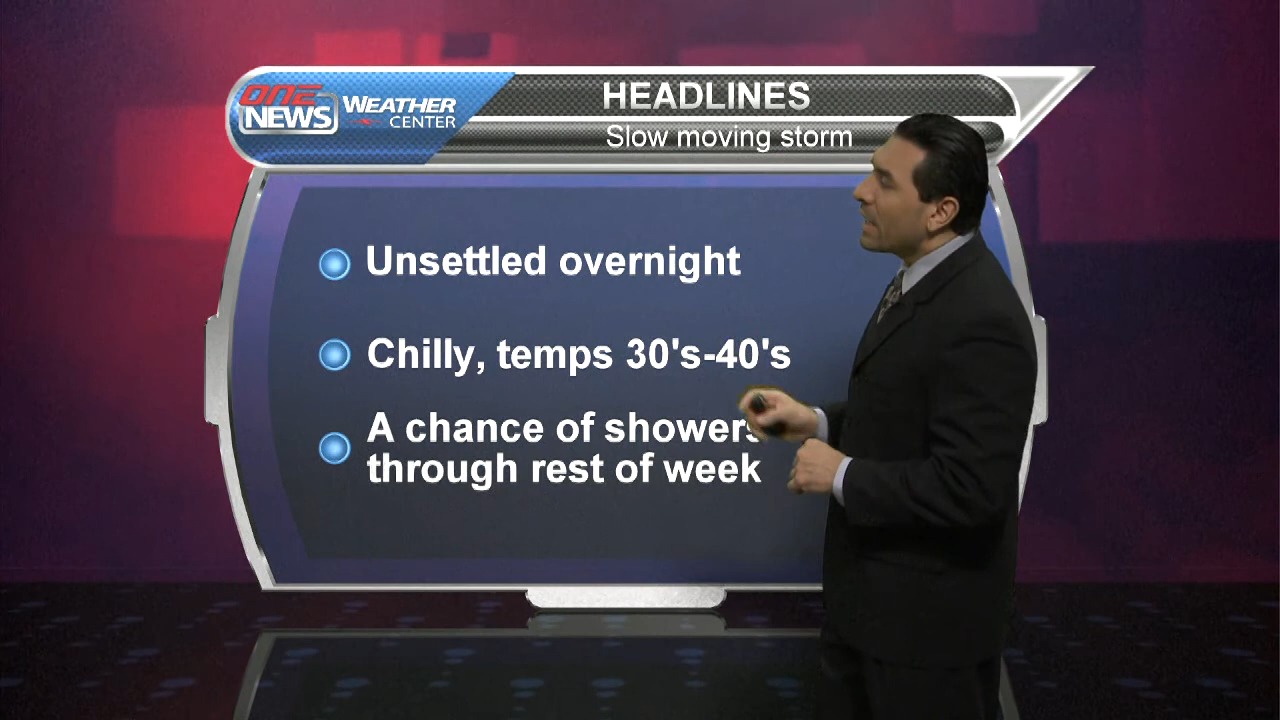 ONE
NEWS
WEATHER
CENTER
HEADLINES
Slow moving storm
Unsettled overnight
Chilly, temps 30's-40's
A chance of showers
through rest of week